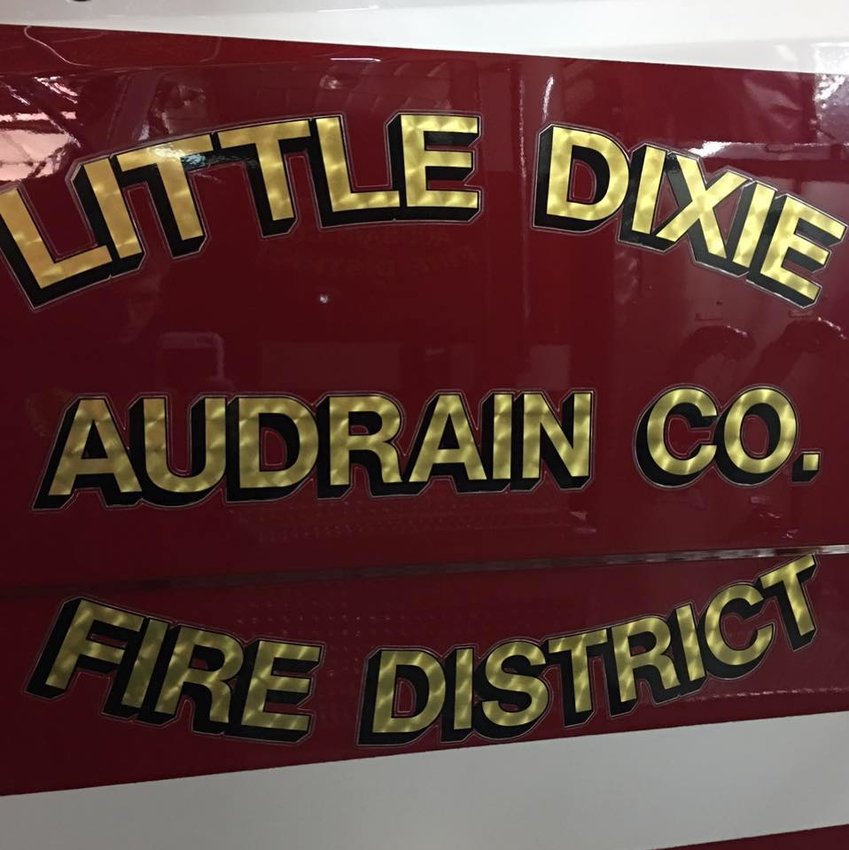 LITTLE DIXIE
AUDRAIN CO.
FIRE DISTRICT